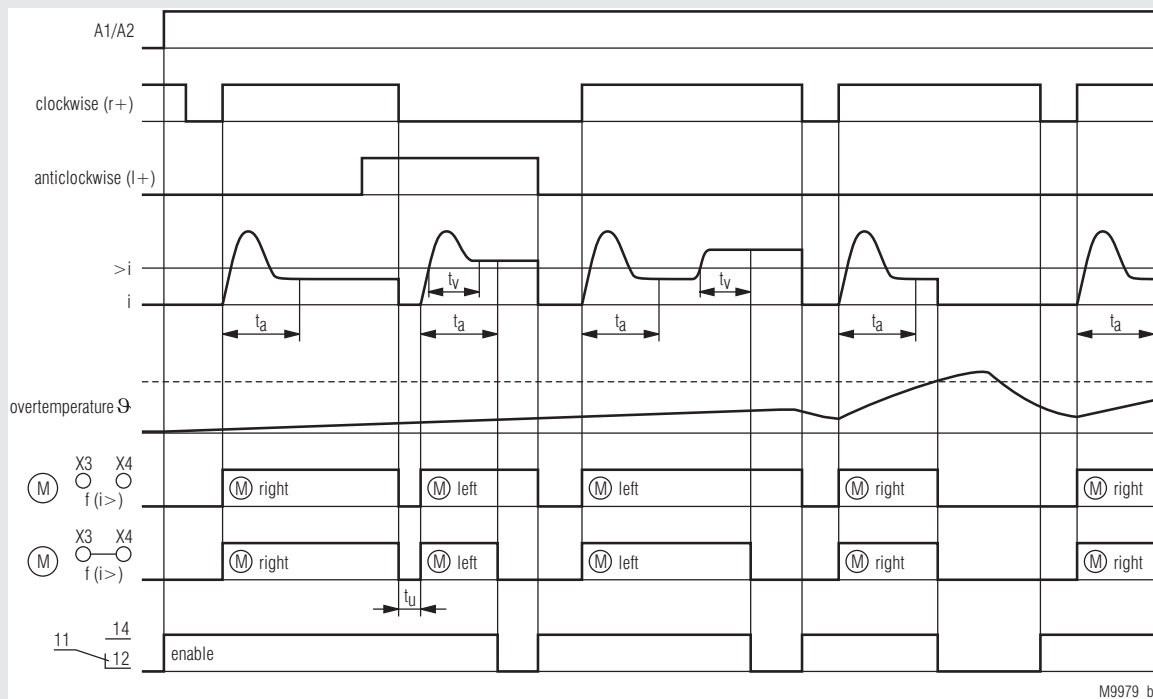 A1/A2
clockwise (r+)
anticlockwise (l+)
>i
i
tv
tv
ta
ta
ta
ta
ta
overtemperature ϑ
M
X3 X4
f (i>)
M right
M left
M left
M right
M right
M
X3 X4
f (i>)
M right
M left
M left
M right
M right
tu
11
14
12
enable
M9979_b